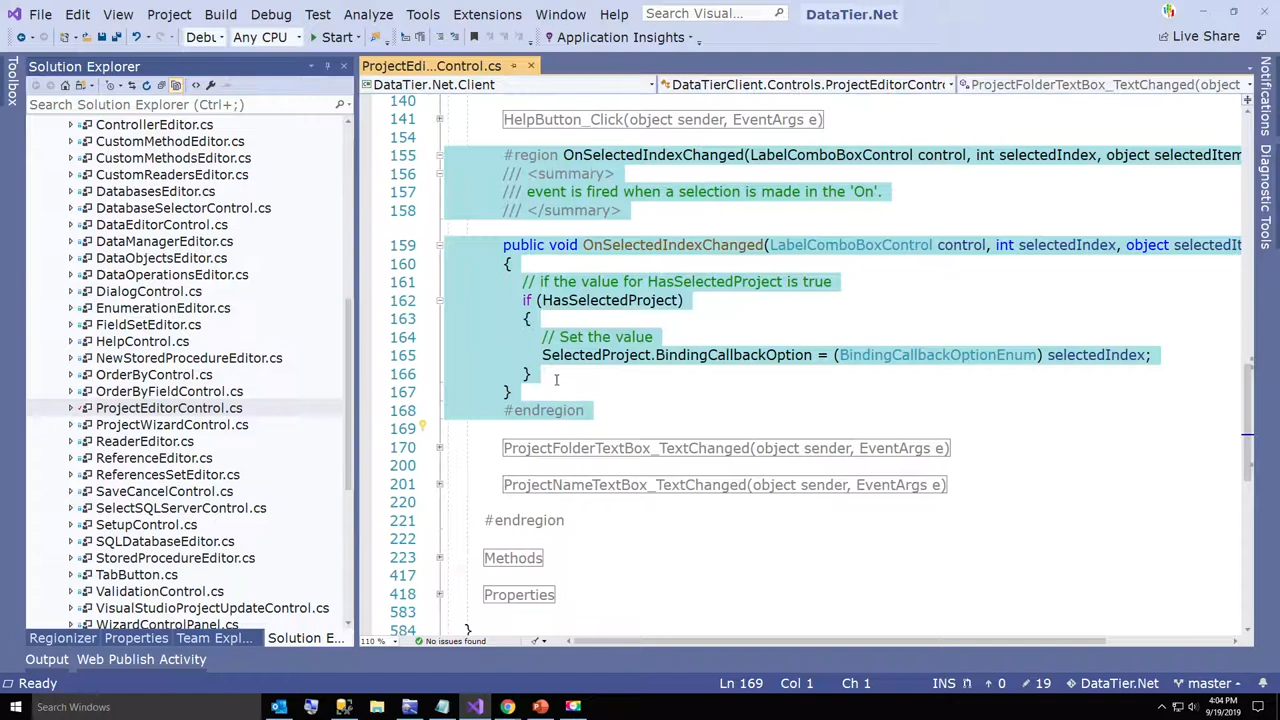 File Edit View Project Build Debug Test Analyze Tools Extensions Window Help Search Visual... DataTier.Net
Debu Any CPU Start Application Insights Live Share
Toolbox
Solution Explorer
Search Solution Explorer (Ctrl+;)
ControllerEditor.cs
CustomMethodEditor.cs
CustomMethodsEditor.cs
CustomReadersEditor.cs
DatabasesEditor.cs
DatabaseSelectorControl.cs
DataEditorControl.cs
DataManagerEditor.cs
DataObjectsEditor.cs
DataOperationsEditor.cs
DialogControl.cs
EnumerationEditor.cs
FieldSetEditor.cs
HelpControl.cs
NewStoredProcedureEditor.cs
OrderByControl.cs
OrderByFieldControl.cs
ProjectEditorControl.cs
ProjectWizardControl.cs
ReaderEditor.cs
ReferenceEditor.cs
ReferencesSetEditor.cs
SaveCancelControl.cs
SelectSQLServerControl.cs
SetupControl.cs
SQLDatabaseEditor.cs
StoredProcedureEditor.cs
TabButton.cs
ValidationControl.cs
VisualStudioProjectUpdateControl.cs
WizardControlPanel.cs
Regionizer Properties Team Expl... Solution E...
ProjectEdi...Control.cs
DataTier.Net.Client DataTierClient.Controls.ProjectEditorContro ProjectFolderTextBox_TextChanged(object
140
141 HelpButton_Click(object sender, EventArgs e)
154
155 #region OnSelectedIndexChanged(LabelComboBoxControl control, int selectedIndex, object selectedItem
156 /// <summary>
157 /// event is fired when a selection is made in the 'On'.
158 /// </summary>
159 public void OnSelectedIndexChanged(LabelComboBoxControl control, int selectedIndex, object selectedIt
160 {
161 // if the value for HasSelectedProject is true
162 if (HasSelectedProject)
163 {
164 // Set the value
165 SelectedProject.BindingCallbackOption = (BindingCallbackOptionEnum) selectedIndex;
166 }
167 }
168 #endregion
169
170 ProjectFolderTextBox_TextChanged(object sender, EventArgs e)
200
201 ProjectNameTextBox_TextChanged(object sender, EventArgs e)
220
221 #endregion
222
223 Methods
417
418 Properties
583
584 }
110 % No issues found
Notifications
Diagnostic Tools
Output Web Publish Activity
Ready Ln 169 Col 1 Ch 1 INS 0 19 DataTier.Net master
Search Windows 4:04 PM
9/19/2019